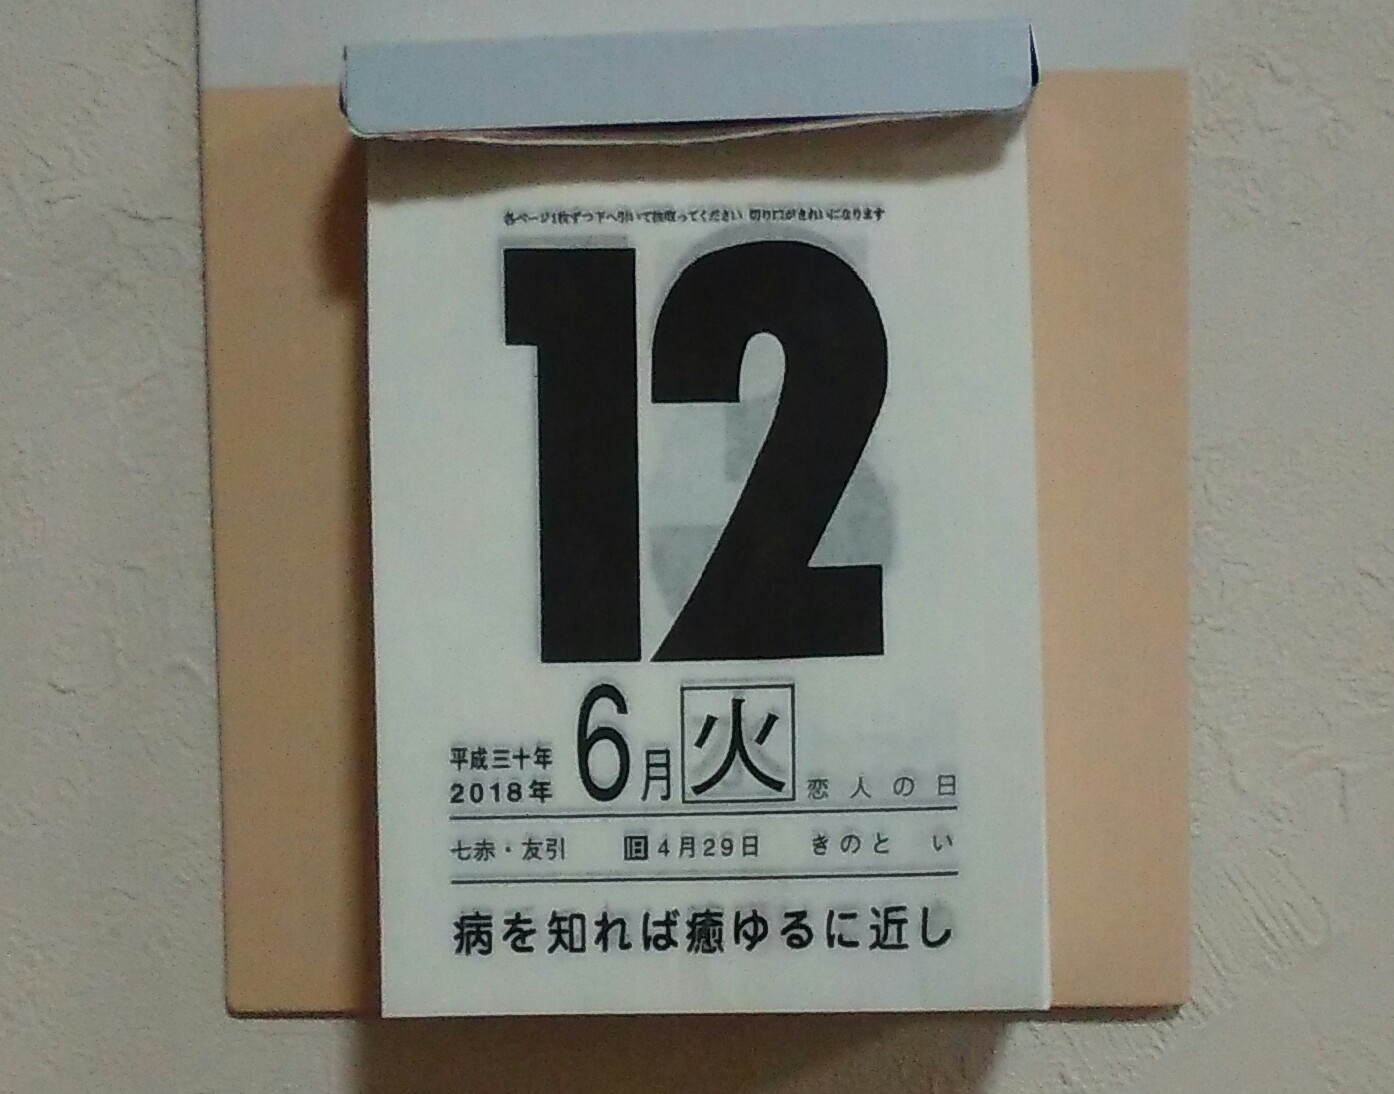 各ページ1枚ずつ下へ引いて抜取ってください 切り口がきれいになります
12
平成三十年
2018年
6月
火
恋人の日
七赤・友引 旧4月29日 きのと い
病を知れば癒ゆるに近し